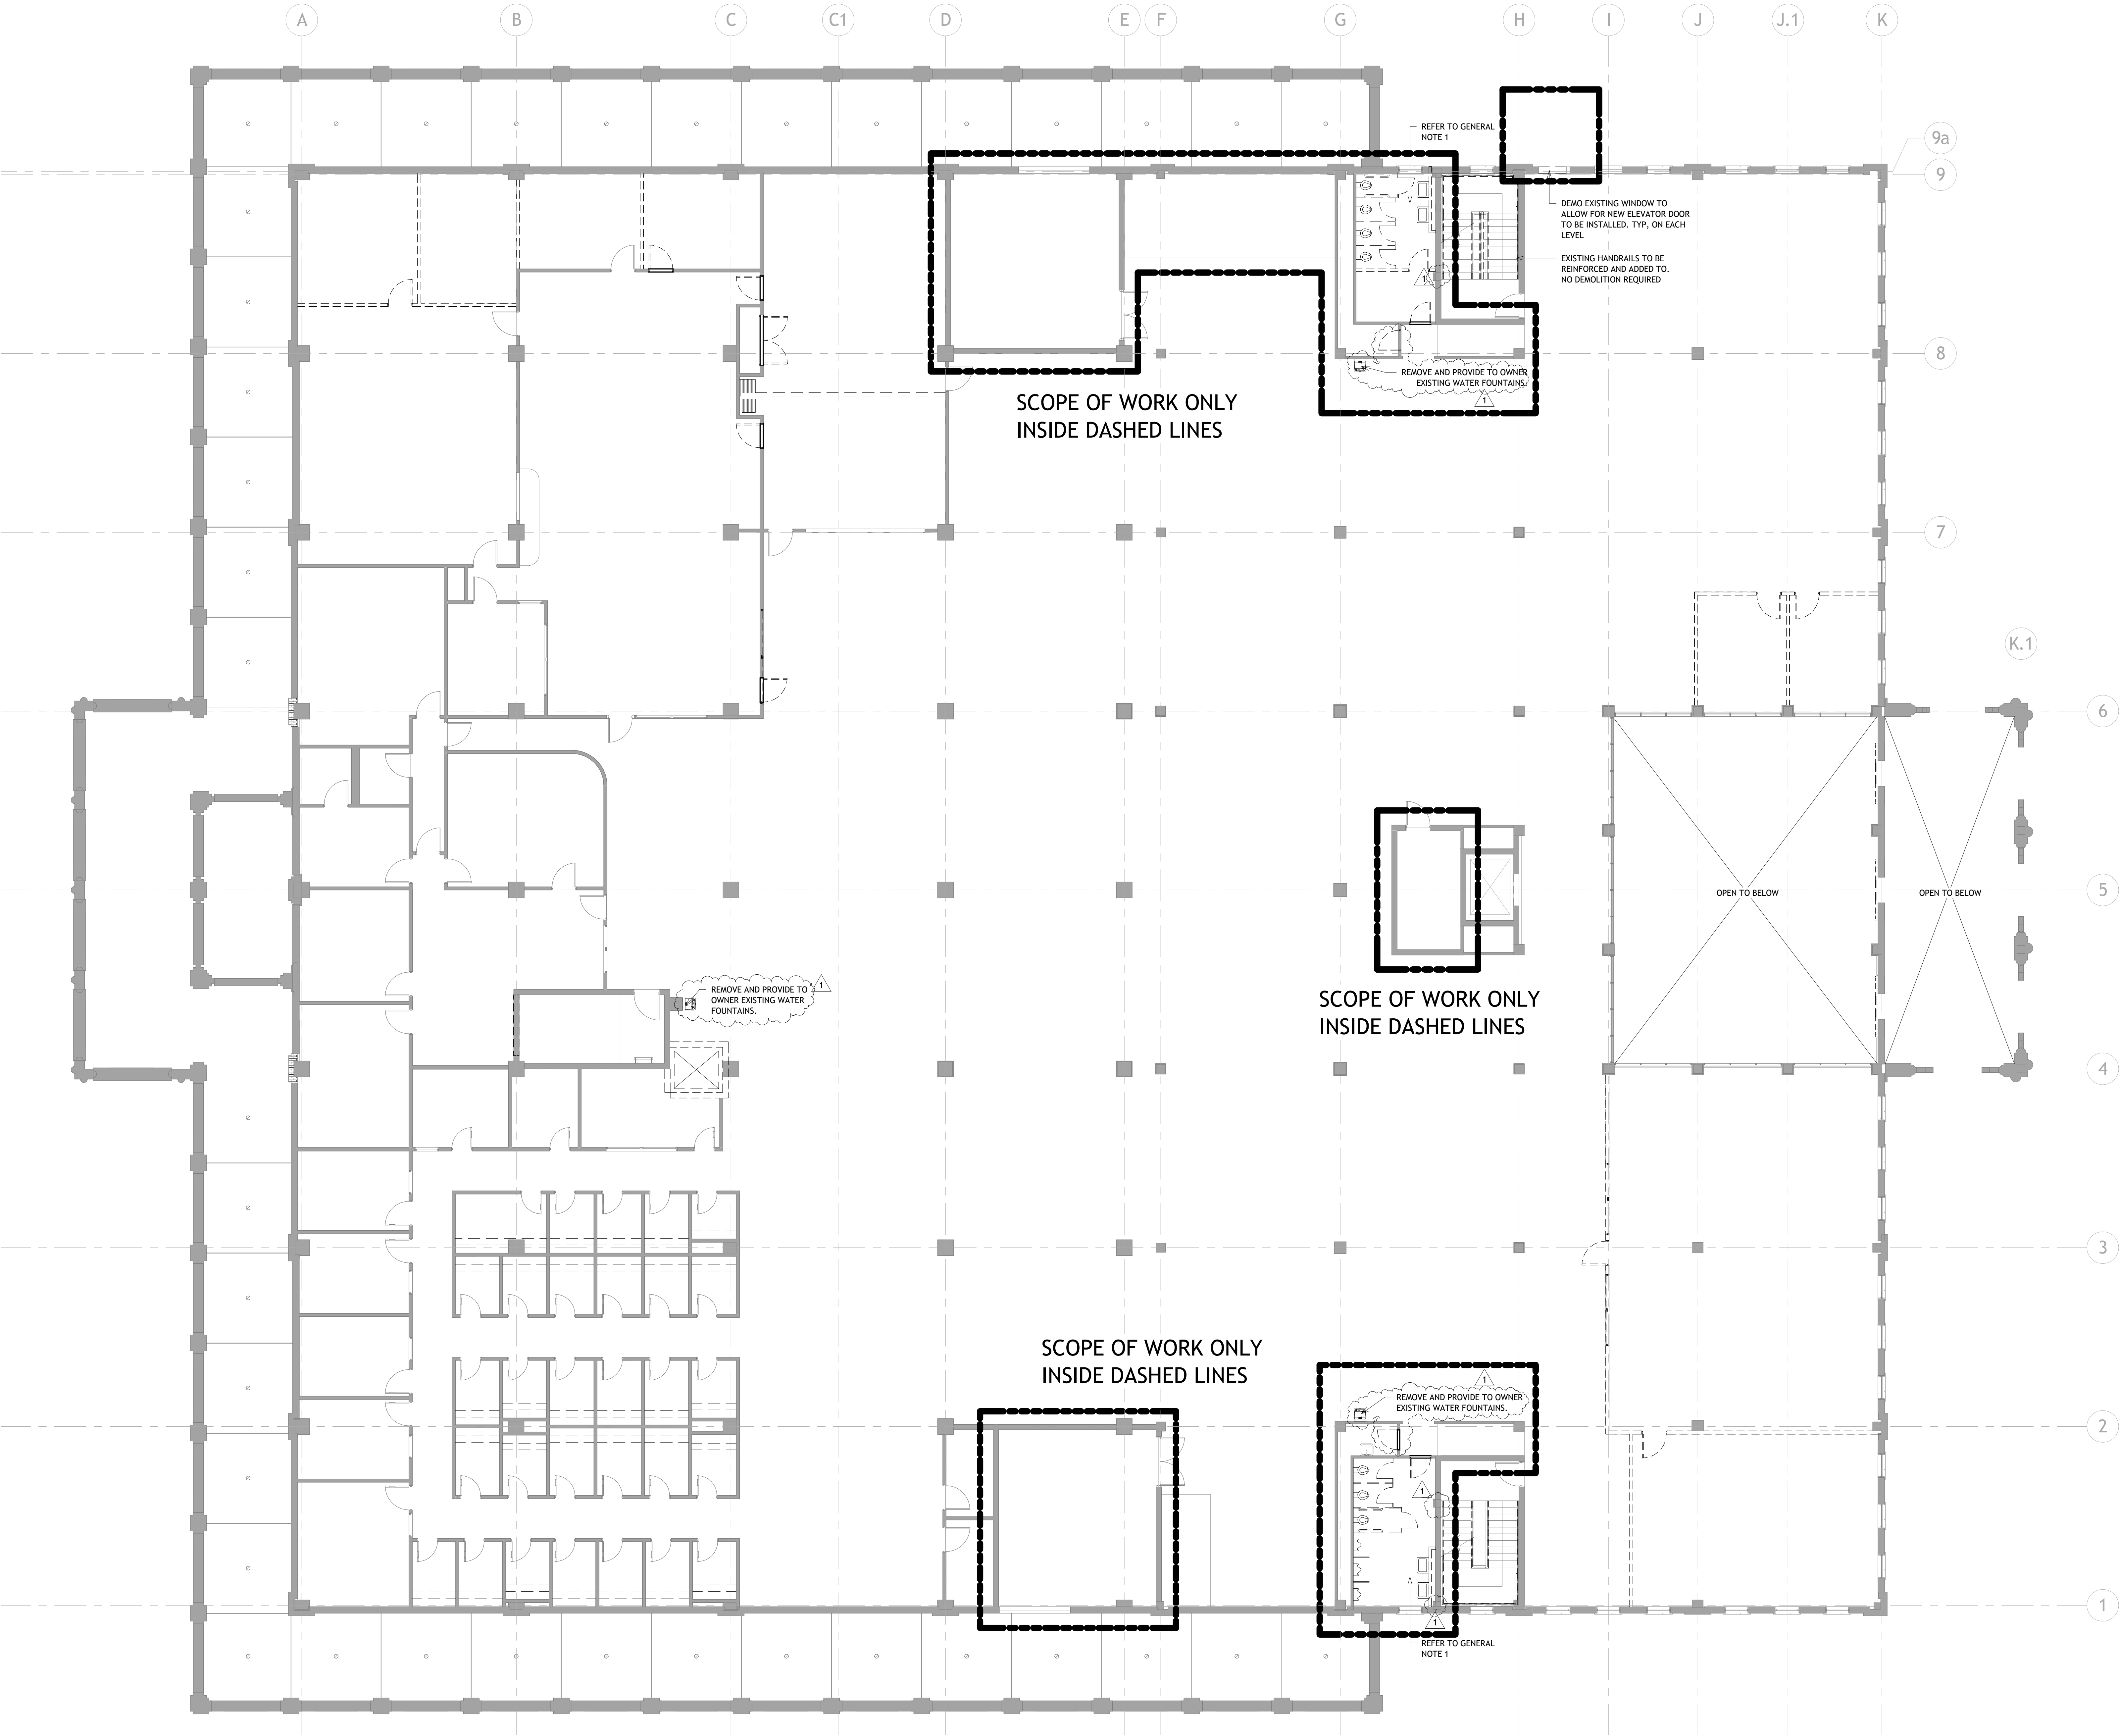 A
B
C
C1
D
E
F
G
H
I
J
J.1
K
REFER TO GENERAL
NOTE 1
9a
9
DEMO EXISTING WINDOW TO
ALLOW FOR NEW ELEVATOR DOOR
TO BE INSTALLED. TYP, ON EACH
LEVEL
EXISTING HANDRAILS TO BE
REINFORCED AND ADDED TO.
NO DEMOLITION REQUIRED
1
8
REMOVE AND PROVIDE TO OWNER
EXISTING WATER FOUNTAINS.
1
SCOPE OF WORK ONLY
INSIDE DASHED LINES
7
K.1
6
OPEN TO BELOW
OPEN TO BELOW
5
REMOVE AND PROVIDE TO
OWNER EXISTING WATER
FOUNTAINS.
1
SCOPE OF WORK ONLY
INSIDE DASHED LINES
4
3
SCOPE OF WORK ONLY
INSIDE DASHED LINES
1
REMOVE AND PROVIDE TO OWNER
EXISTING WATER FOUNTAINS.
2
1
1
1
REFER TO GENERAL
NOTE 1